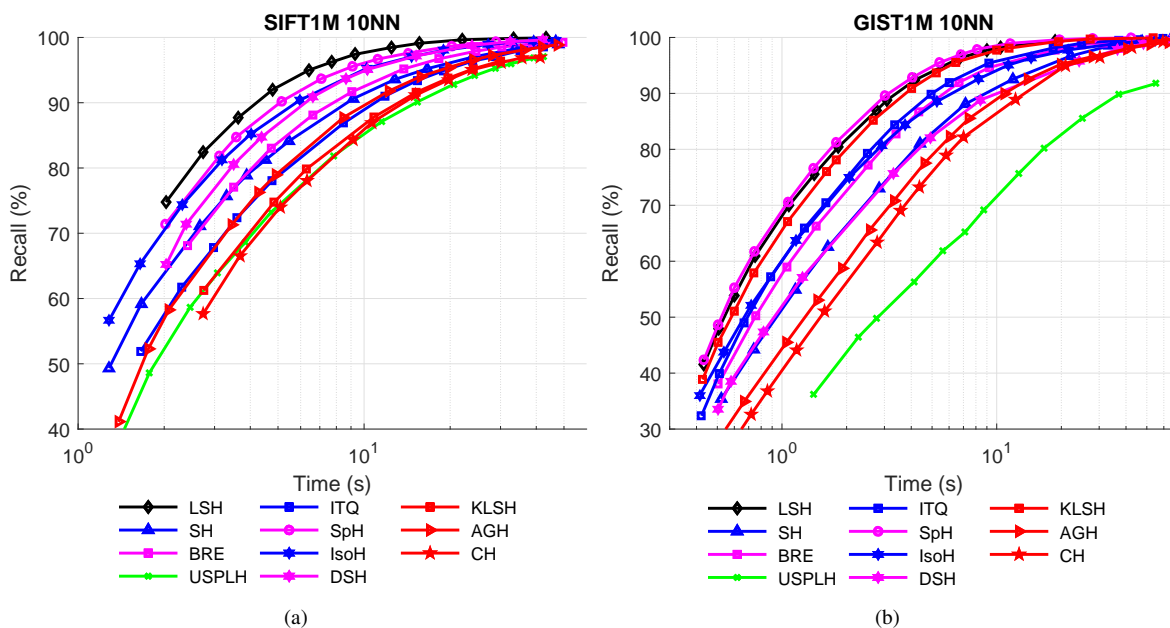 SIFT1M 10NN
100
90
80
70
60
50
40
Recall (%)
10^0
10^1
Time (s)
LSH
ITQ
KLSH
SH
SpH
AGH
BRE
IsoH
CH
USPLH
DSH
(a)
GIST1M 10NN
100
90
80
70
60
50
40
30
Recall (%)
10^0
10^1
Time (s)
LSH
ITQ
KLSH
SH
SpH
AGH
BRE
IsoH
CH
USPLH
DSH
(b)